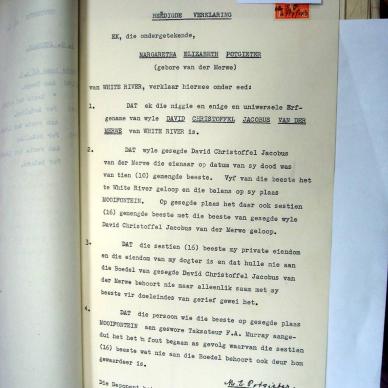 BEËDIGDE VERKLARING
EK, die ondergetekende,
MARGARETHA ELIZABETH POTGIETER
(gebore van der Merwe)
van WHITE RIVER, verklaar hiermee onder eed:
1. DAT ek die niggie en enige en universele Erf-
gename van wyle DAVID CHRISTOFFEL JACOBUS VAN DER
MERWE van WHITE RIVER is.
2. DAT wyle gesegde David Christoffel Jacobus
van der Merwe die eienaar op datum van sy dood was
van tien (10) gemengde beeste. Vyf van die beeste het
te White River geloop en die balans op sy plaas
MOOIFONTEIN. Op gesegde plaas het daar ook sestien
(16) gemengde beeste met die beeste van gesegde wyle
David Christoffel Jacobus van der Merwe geloop.
3. DAT die sestien (16) beeste my private eiendom
en die eiendom van my dogter is en dat hulle nie aan
die Boedel van gesegde David Christoffel Jacobus van
der Merwe behoort nie maar alleenlik saam met sy
beeste vir doeleindes van gerief gewei het.
4. DAT die persoon wie die beeste op gesegde plaas
MOOIFONTEIN aan geswore Taksateur F.A. Murray aange-
dui het het 'n fout begaan as gevolg waarvan die sestien
(16) beeste wat nie aan die Boedel behoort ook deur hom
gewaardeer is.
M. E. Potgieter
Die Deponent